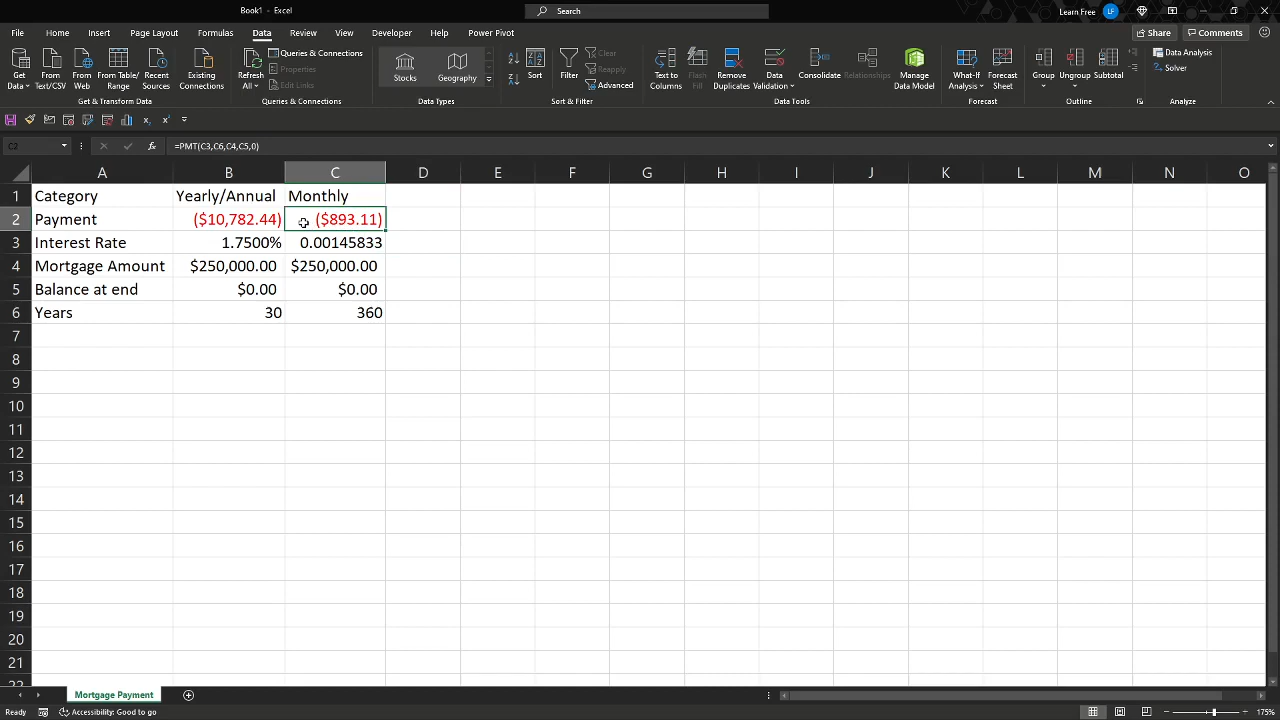 Book1 - Excel
Search
Learn Free
LF
File Home Insert Page Layout Formulas Data Review View Developer Help Power Pivot
Share Comments
Get Data
From Text/CSV
From Web
From Table/ Range
Recent Sources
Existing Connections
Get & Transform Data
Refresh All
Queries & Connections
Properties
Edit Links
Queries & Connections
Stocks
Geography
Data Types
Sort
Filter
Clear
Reapply
Advanced
Sort & Filter
Text to Columns
Flash Fill
Remove Duplicates
Data Validation
Consolidate
Relationships
Manage Data Model
Data Tools
What-If Analysis
Forecast Sheet
Forecast
Group
Ungroup
Subtotal
Outline
Data Analysis
Solver
Analyze
C2 =PMT(C3,C6,C4,C5,0)
A B C D E F G H I J K L M N O
1 Category Yearly/Annual Monthly
2 Payment ($10,782.44) ($893.11)
3 Interest Rate 1.7500% 0.00145833
4 Mortgage Amount $250,000.00 $250,000.00
5 Balance at end $0.00 $0.00
6 Years 30 360
7
8
9
10
11
12
13
14
15
16
17
18
19
20
21
22
Mortgage Payment
Ready Accessibility: Good to go 175%